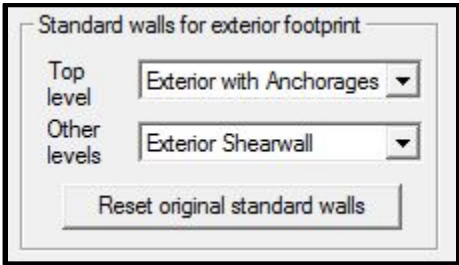 Standard walls for exterior footprint
Top
level
Exterior with Anchorages
Other
levels
Exterior Shearwall
Reset original standard walls